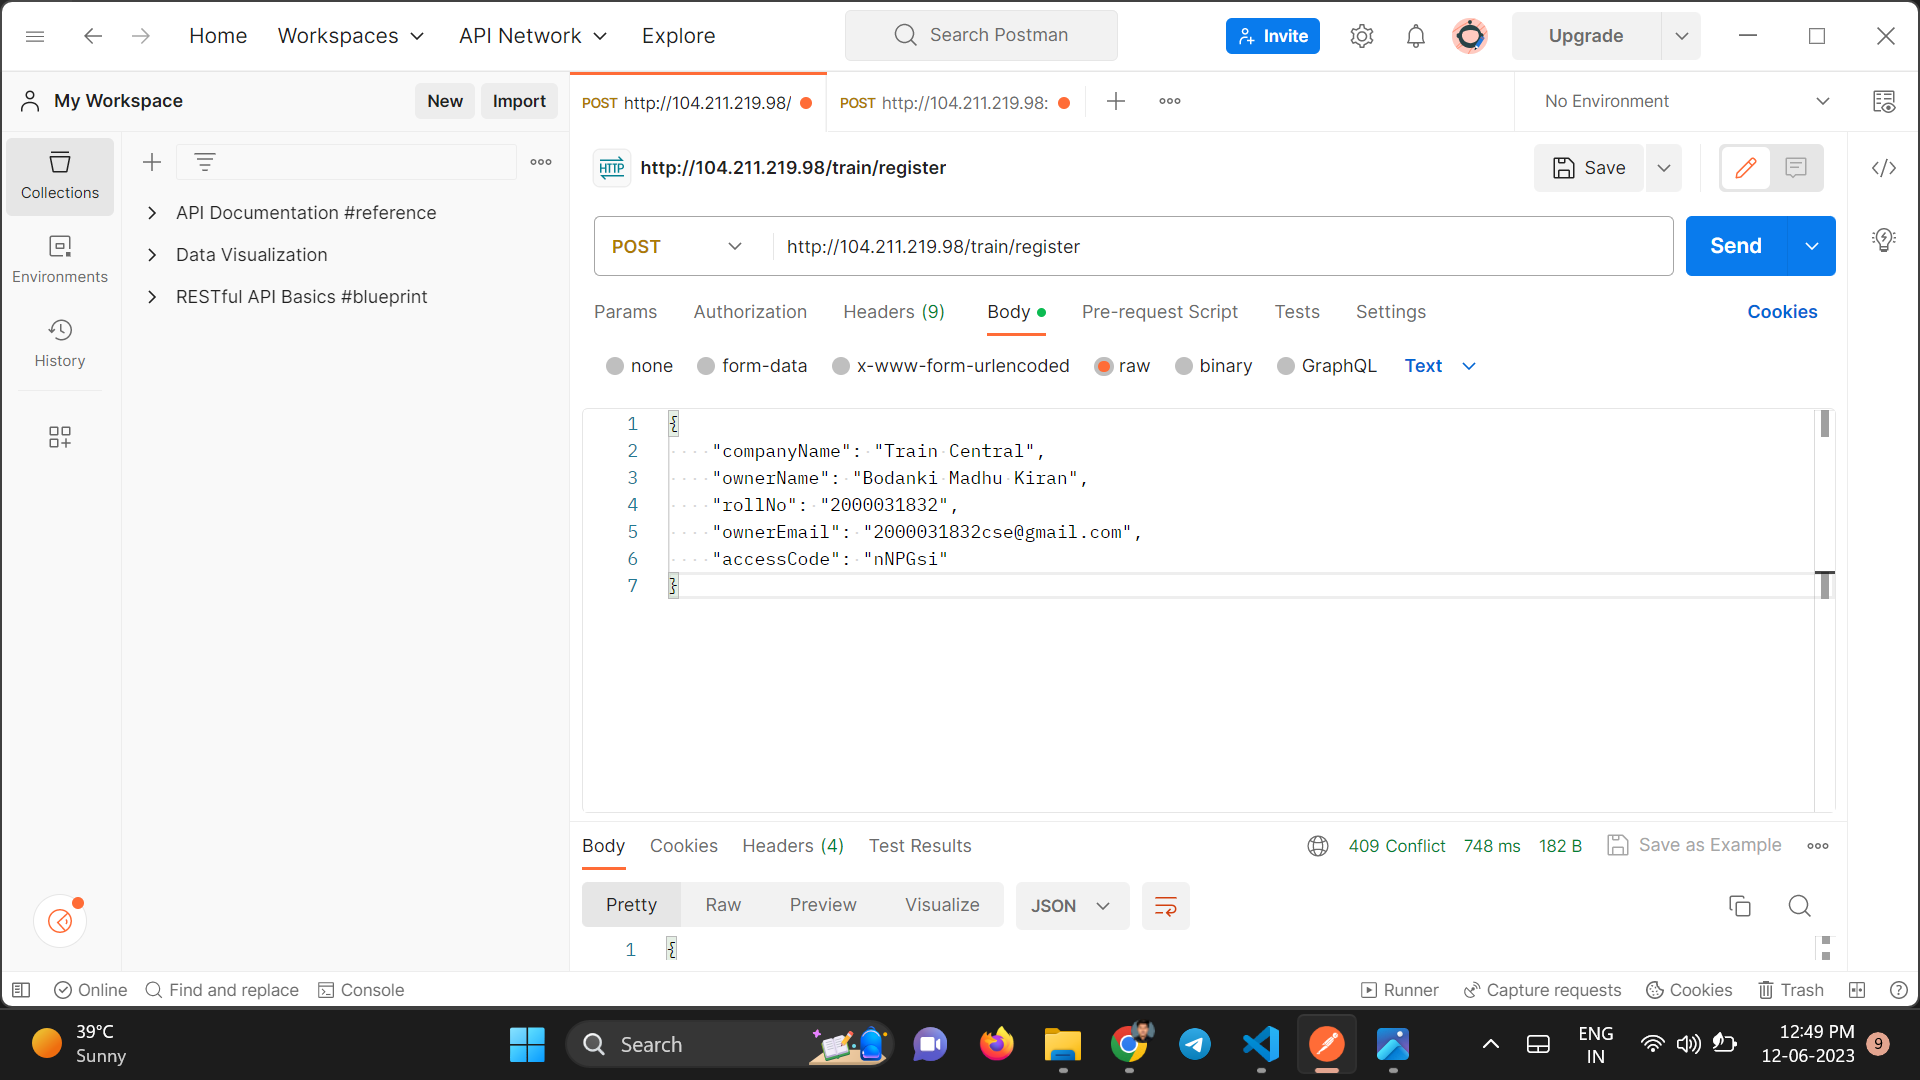 Home Workspaces API Network Explore Search Postman Invite Upgrade
My Workspace New Import POST http://104.211.219.98/ POST http://104.211.219.98: No Environment
Collections
Environments
History
API Documentation #reference
Data Visualization
RESTful API Basics #blueprint
HTTP http://104.211.219.98/train/register Save
POST http://104.211.219.98/train/register Send
Params Authorization Headers (9) Body Pre-request Script Tests Settings Cookies
none form-data x-www-form-urlencoded raw binary GraphQL Text
1 {
2 "companyName": "Train Central",
3 "ownerName": "Bodanki Madhu Kiran",
4 "rollNo": "2000031832",
5 "ownerEmail": "2000031832cse@gmail.com",
6 "accessCode": "nNPGsi"
7 }
Body Cookies Headers (4) Test Results 409 Conflict 748 ms 182 B Save as Example
Pretty Raw Preview Visualize JSON
1 {
Online Find and replace Console Runner Capture requests Cookies Trash
39°C
Sunny
Search
ENG
IN
12:49 PM
12-06-2023
9